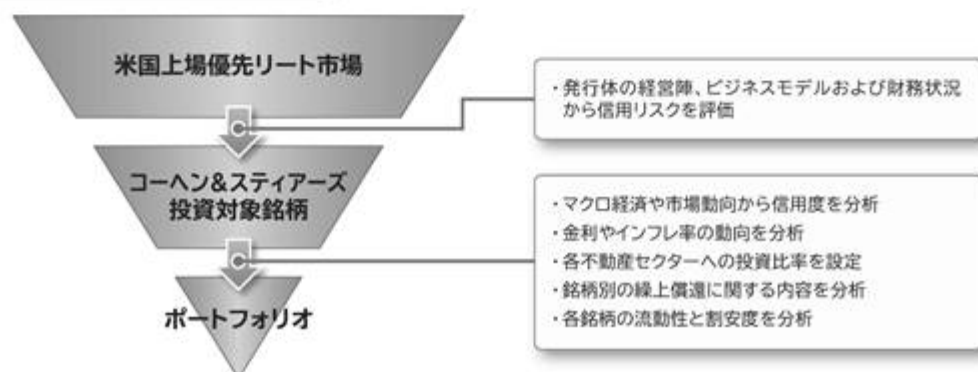 米国上場優先リート市場
・発行体の経営陣、ビジネスモデルおよび財務状況
から信用リスクを評価
コーヘン&スティアーズ
投資対象銘柄
・マクロ経済や市場動向から信用度を分析
・金利やインフレ率の動向を分析
・各不動産セクターへの投資比率を設定
・銘柄別の繰上償還に関する内容を分析
・各銘柄の流動性と割安度を分析
ポートフォリオ